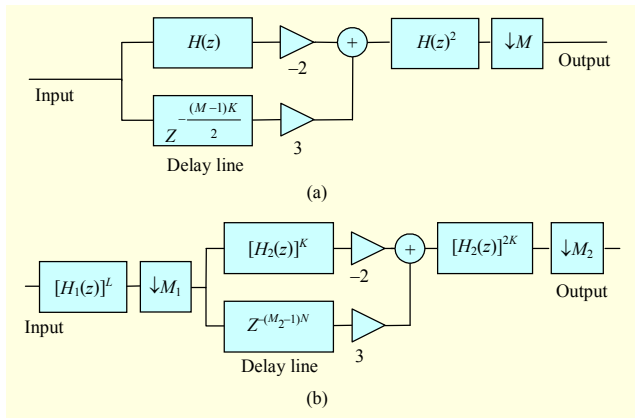 H(z)
–2
+
H(z)²
↓M
Output
Input
Z^{-\frac{(M-1)K}{2}}
3
Delay line
(a)
[H₂(z)]ᴷ
–2
+
[H₂(z)]²ᴷ
↓M₂
Output
[H₁(z)]ᴸ
↓M₁
Input
Z^{-(M₂-1)N}
3
Delay line
(b)